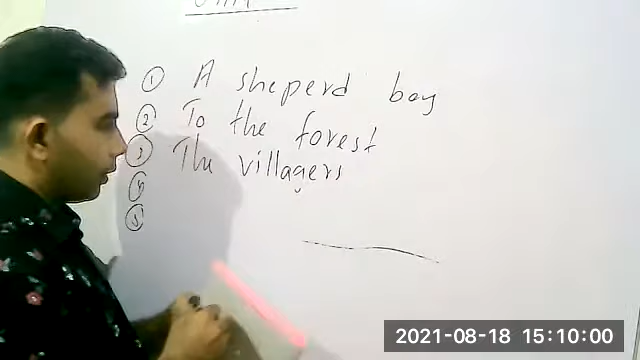 ① A sheperd boy
② To the forest
③ The villagers
④
⑤
2021-08-18 15:10:00